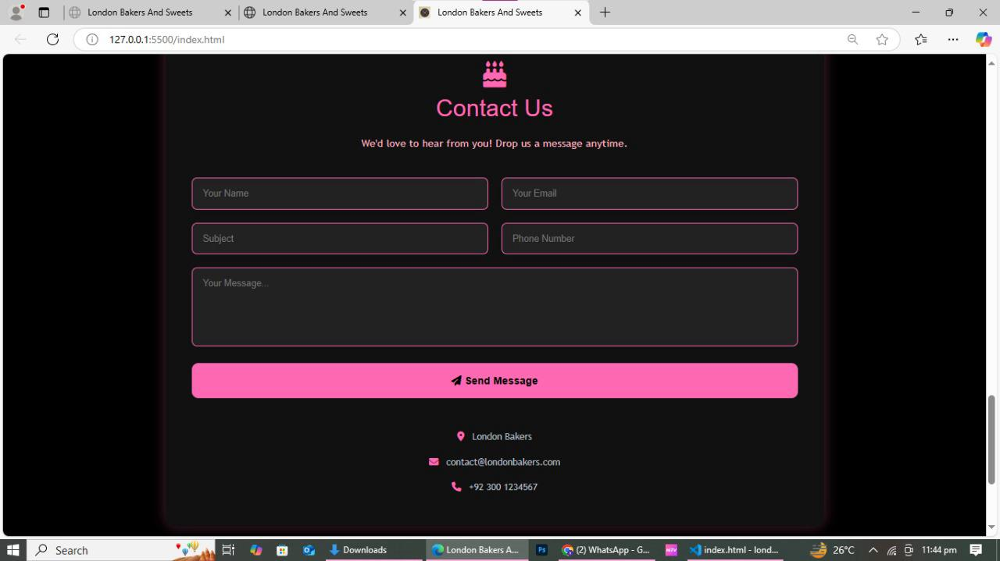 London Bakers And Sweets
London Bakers And Sweets
London Bakers And Sweets
127.0.0.1:5500/index.html
Contact Us
We'd love to hear from you! Drop us a message anytime.
Your Name
Your Email
Subject
Phone Number
Your Message...
Send Message
London Bakers
contact@londonbakers.com
+92 300 1234567
Search
Downloads
London Bakers A...
Ps
(2) WhatsApp - G...
index.html - lond...
26°C
11:44 pm